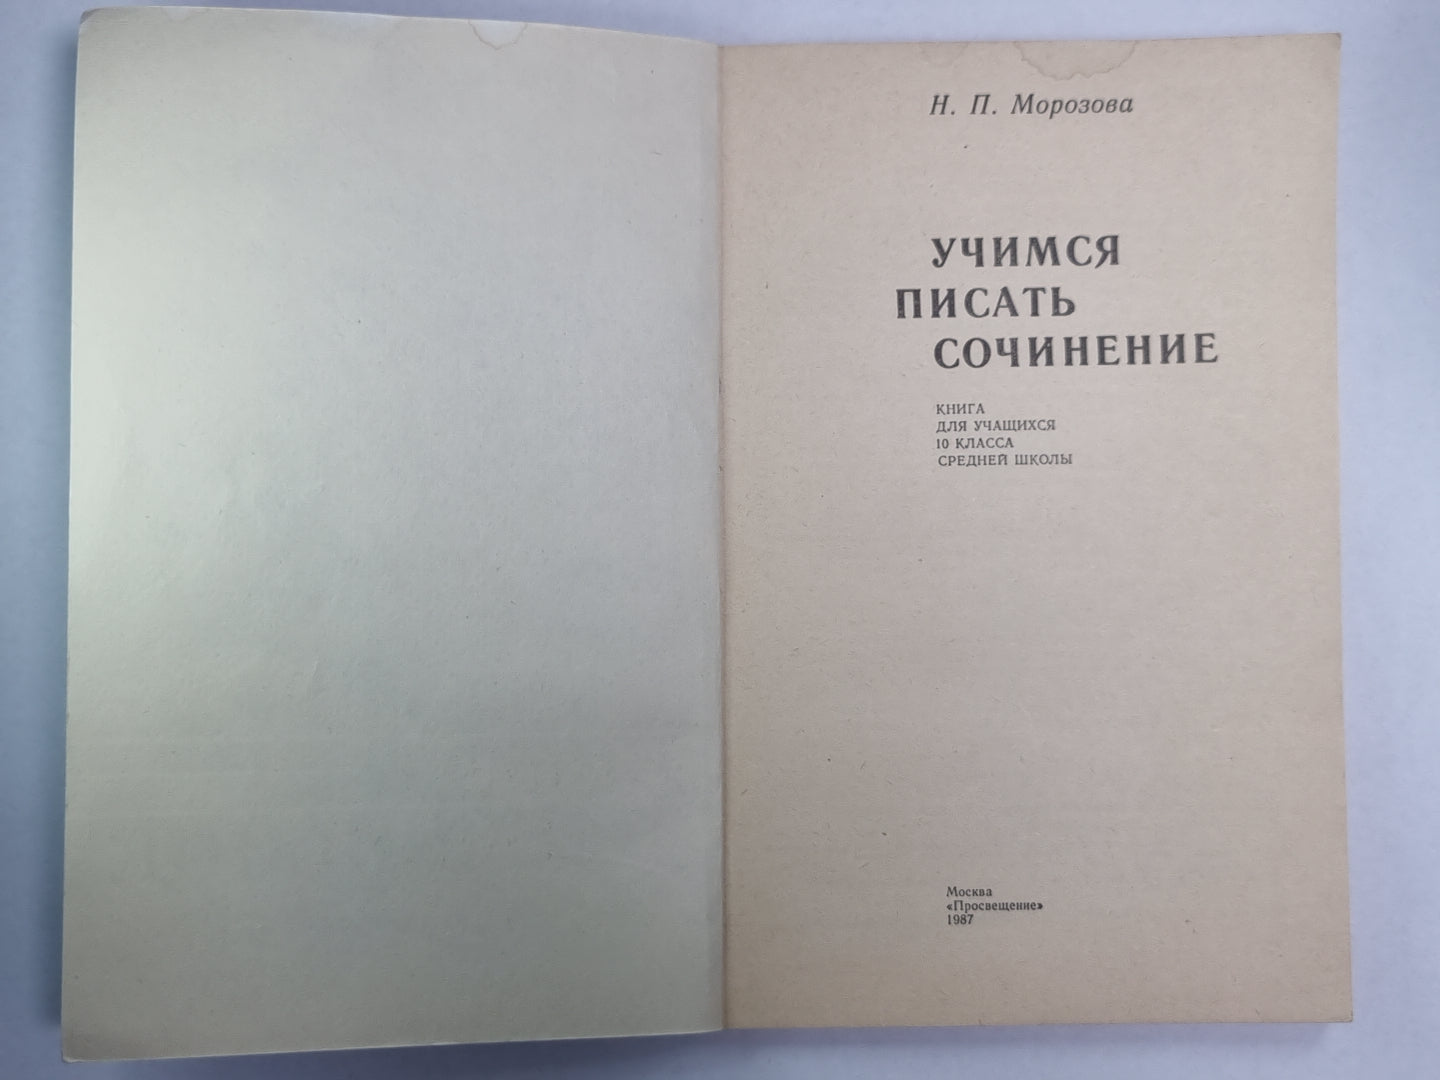 Н. П. Морозова
УЧИМСЯ
ПИСАТЬ
СОЧИНЕНИЕ
КНИГА
ДЛЯ УЧАЩИХСЯ
10 КЛАССА
СРЕДНЕЙ ШКОЛЫ
Москва
«Просвещение»
1987